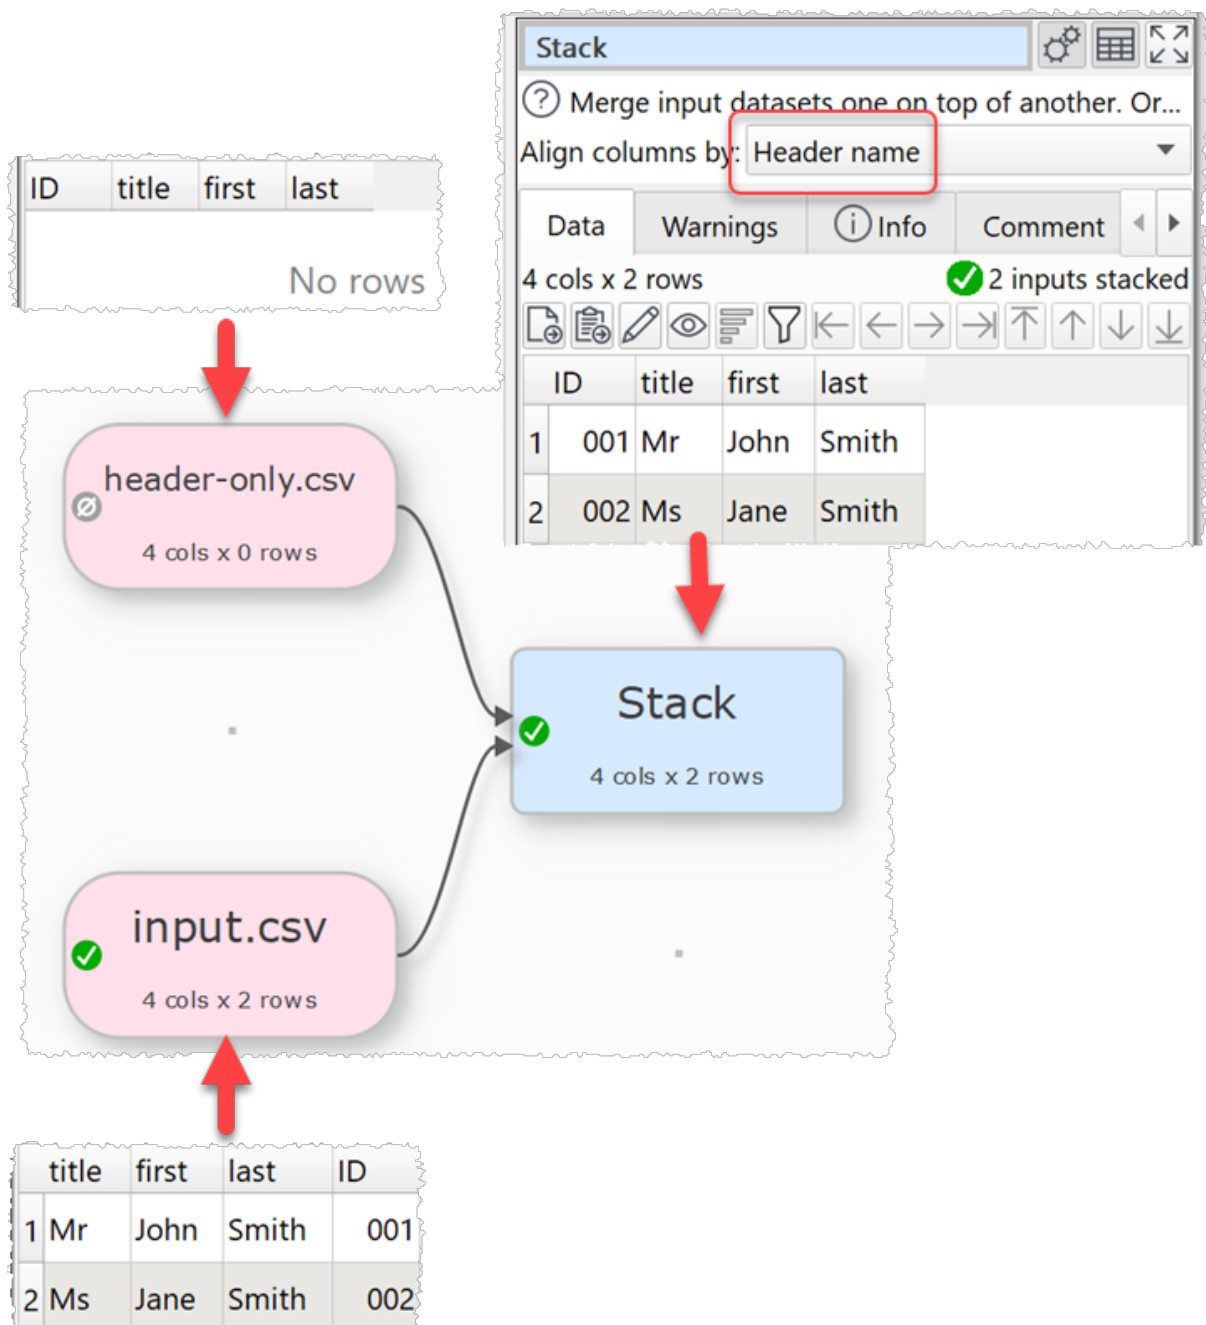 Stack
Merge input datasets one on top of another. Or...
Align columns by: Header name
Data Warnings Info Comment
4 cols x 2 rows 2 inputs stacked
ID title first last
1 001 Mr John Smith
2 002 Ms Jane Smith
ID title first last
No rows
header-only.csv
4 cols x 0 rows
Stack
4 cols x 2 rows
input.csv
4 cols x 2 rows
title first last ID
1 Mr John Smith 001
2 Ms Jane Smith 002